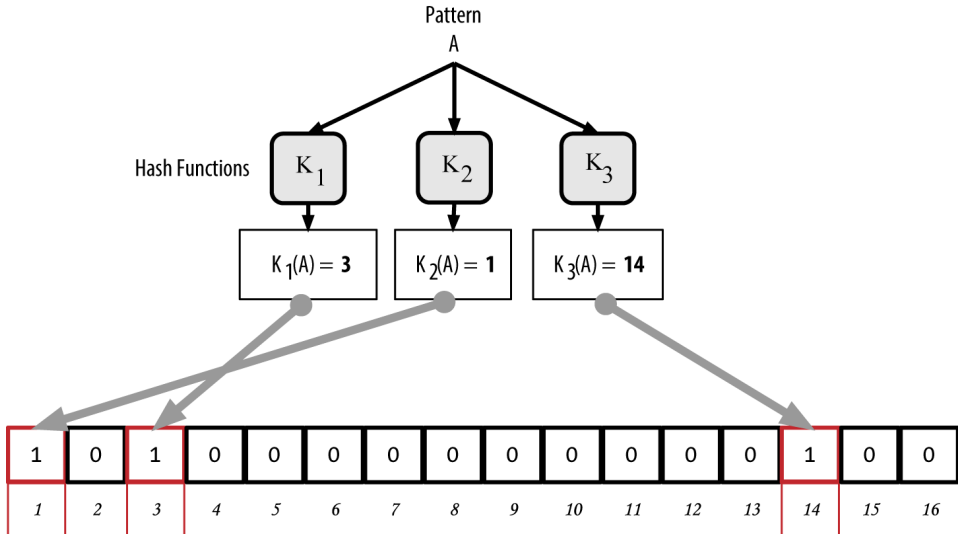 Pattern
A
Hash Functions
K1 K2 K3
K1(A) = 3 K2(A) = 1 K3(A) = 14
1 0 1 0 0 0 0 0 0 0 0 0 0 1 0 0
1 2 3 4 5 6 7 8 9 10 11 12 13 14 15 16